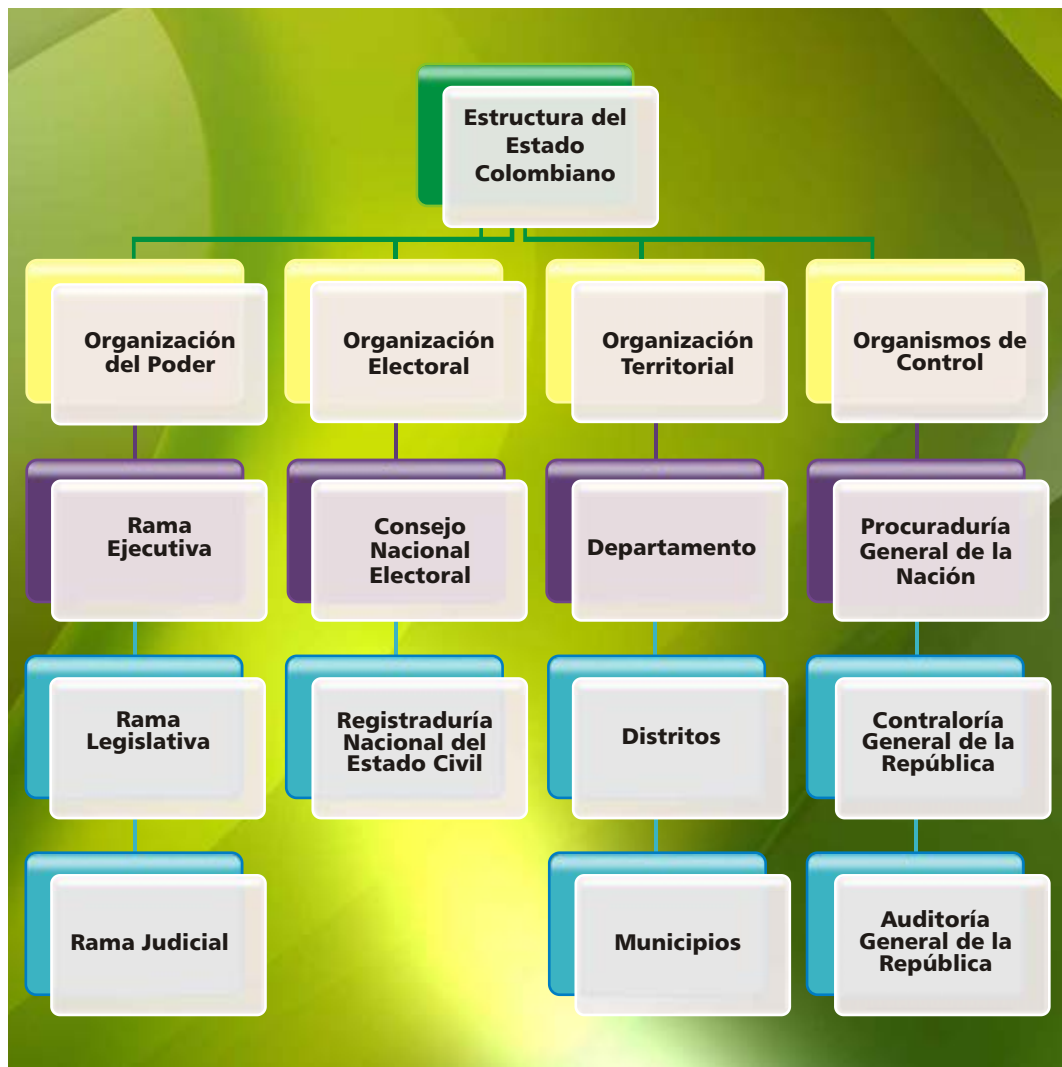 Estructura del
Estado
Colombiano
Organización
del Poder
Organización
Electoral
Organización
Territorial
Organismos de
Control
Rama
Ejecutiva
Consejo
Nacional
Electoral
Departamento
Procuraduría
General de la
Nación
Rama
Legislativa
Registraduría
Nacional del
Estado Civil
Distritos
Contraloría
General de la
República
Rama Judicial
Municipios
Auditoría
General de la
República